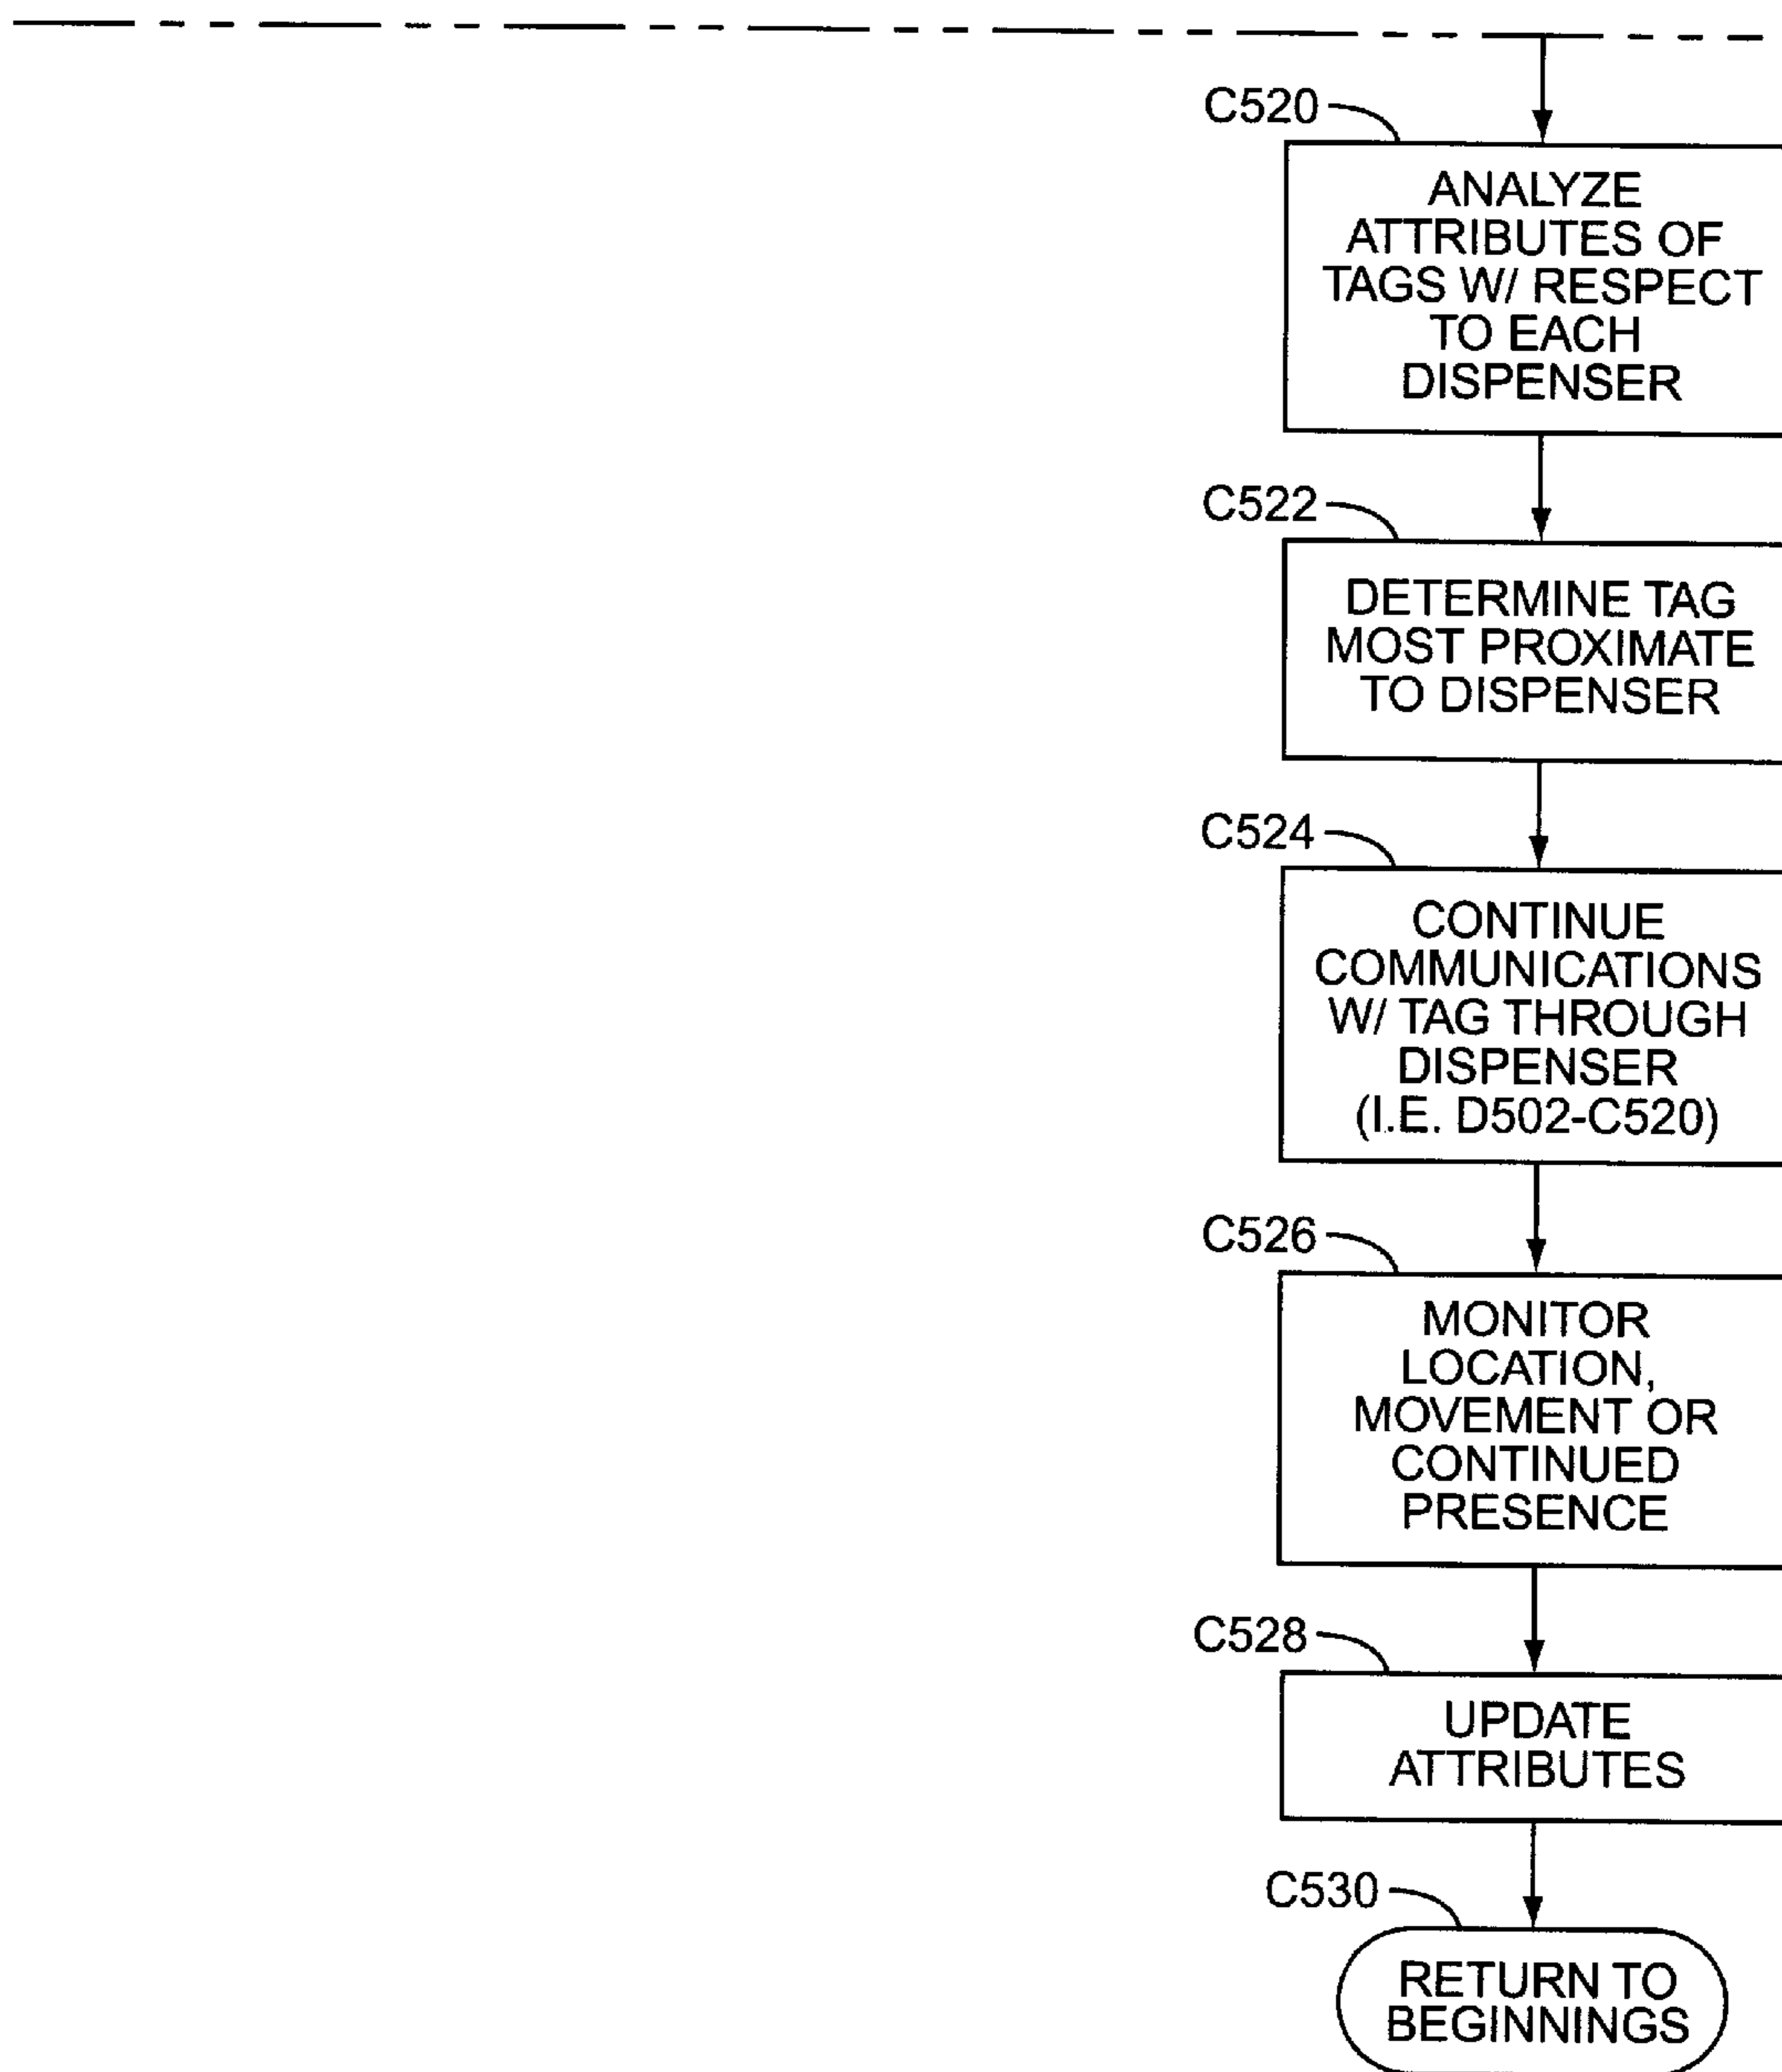 C520
ANALYZE
ATTRIBUTES OF
TAGS W/ RESPECT
TO EACH
DISPENSER
C522
DETERMINE TAG
MOST PROXIMATE
TO DISPENSER
C524
CONTINUE
COMMUNICATIONS
W/ TAG THROUGH
DISPENSER
(I.E. D502-C520)
C526
MONITOR
LOCATION,
MOVEMENT OR
CONTINUED
PRESENCE
C528
UPDATE
ATTRIBUTES
C530
RETURN TO
BEGINNINGS